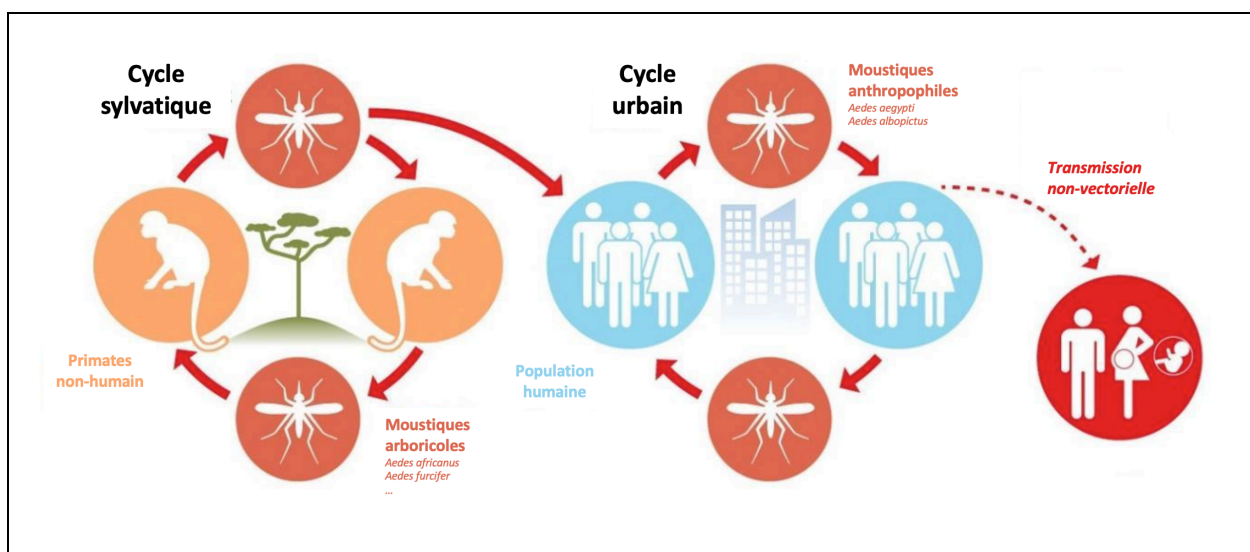 Cycle
sylvatique
Primates
non-humain
Moustiques
arboricoles
Aedes africanus
Aedes furcifer
...
Cycle
urbain
Moustiques
anthropophiles
Aedes aegypti
Aedes albopictus
Population
humaine
Transmission
non-vectorielle